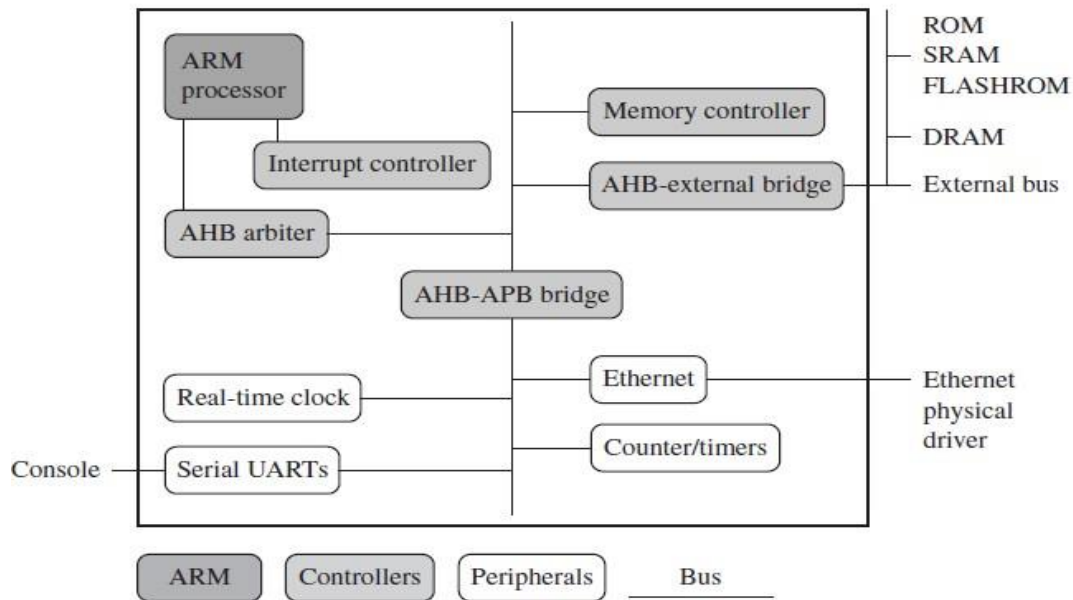 ROM
SRAM
FLASHROM
DRAM
External bus
ARM
processor
Interrupt controller
AHB arbiter
Memory controller
AHB-external bridge
AHB-APB bridge
Real-time clock
Ethernet
Ethernet
physical
driver
Console
Serial UARTs
Counter/timers
ARM
Controllers
Peripherals
Bus